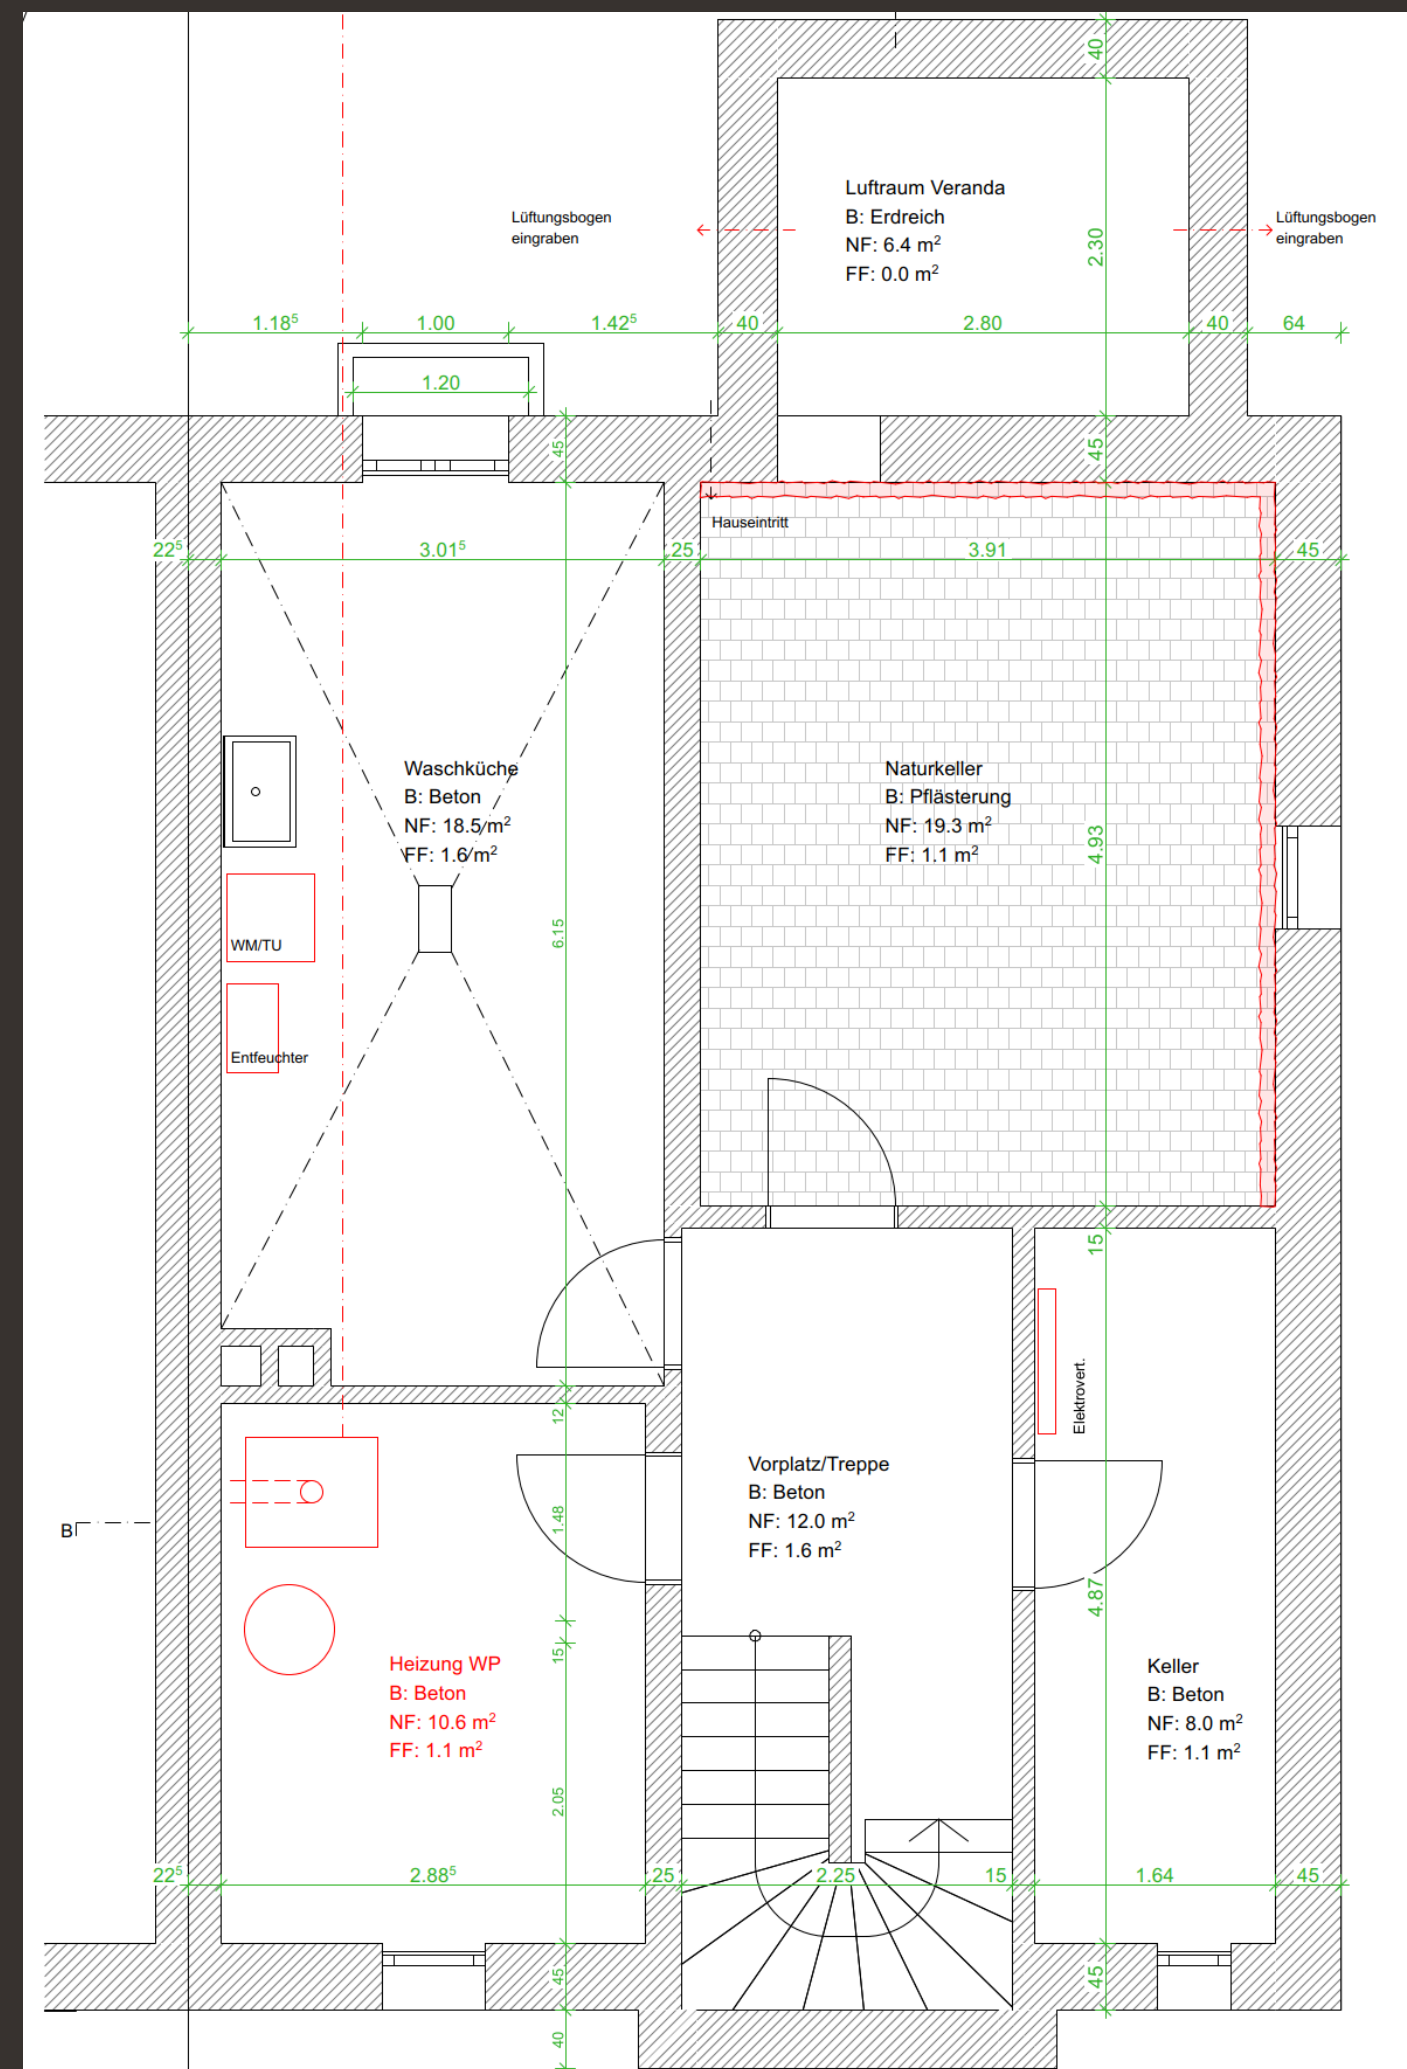 40
Luftraum Veranda
B: Erdreich
NF: 6.4 m²
FF: 0.0 m²
Lüftungsbogen
eingraben
Lüftungsbogen
eingraben
2.30
1.18⁵
1.00
1.42⁵
40
2.80
40
64
1.20
45
45
Hauseintritt
22⁵
3.01⁵
25
3.91
45
Waschküche
B: Beton
NF: 18.5 m²
FF: 1.6 m²
Naturkeller
B: Pflästerung
NF: 19.3 m²
FF: 1.1 m²
4.93
6.15
WM/TU
Entfeuchter
15
Elektrovert.
12
Vorplatz/Treppe
B: Beton
NF: 12.0 m²
FF: 1.6 m²
B
1.48
4.87
15
Heizung WP
B: Beton
NF: 10.6 m²
FF: 1.1 m²
Keller
B: Beton
NF: 8.0 m²
FF: 1.1 m²
2.05
22⁵
2.88⁵
25
2.25
15
1.64
45
45
45
40